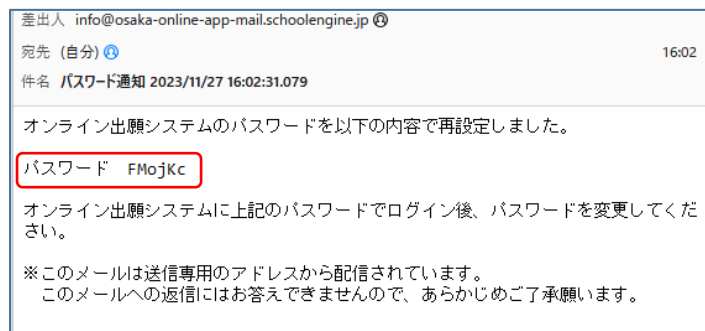 差出人 info@osaka-online-app-mail.schoolengine.jp
宛先 (自分) 16:02
件名 パスワード通知 2023/11/27 16:02:31.079
オンライン出願システムのパスワードを以下の内容で再設定しました。
パスワード FMojKc
オンライン出願システムに上記のパスワードでログイン後、パスワードを変更してくだ
さい。
※このメールは送信専用のアドレスから配信されています。
このメールへの返信にはお答えできませんので、あらかじめご了承願います。